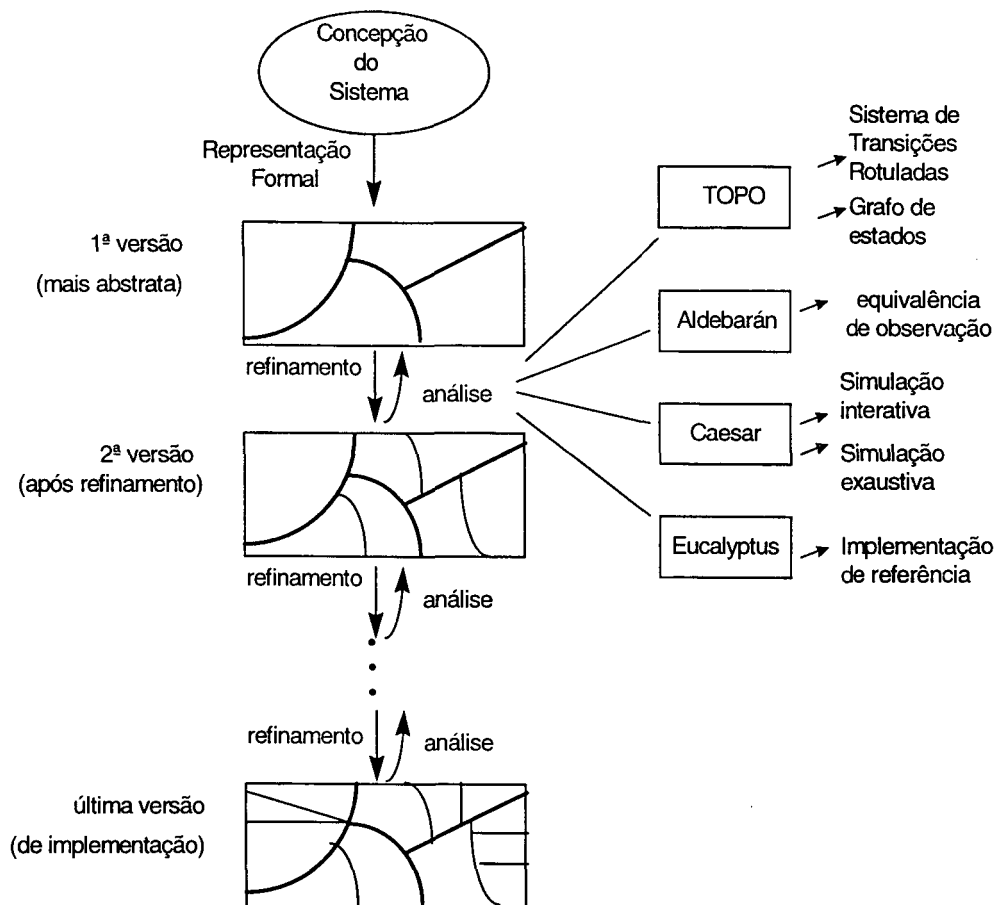 Concepção
do
Sistema
Representação
Formal
1ª versão
(mais abstrata)
refinamento
análise
2ª versão
(após refinamento)
refinamento
análise
refinamento
análise
última versão
(de implementação)
TOPO
Sistema de
Transições
Rotuladas
Grafo de
estados
Aldebarán
equivalência
de observação
Caesar
Simulação
interativa
Simulação
exaustiva
Eucalyptus
Implementação
de referência